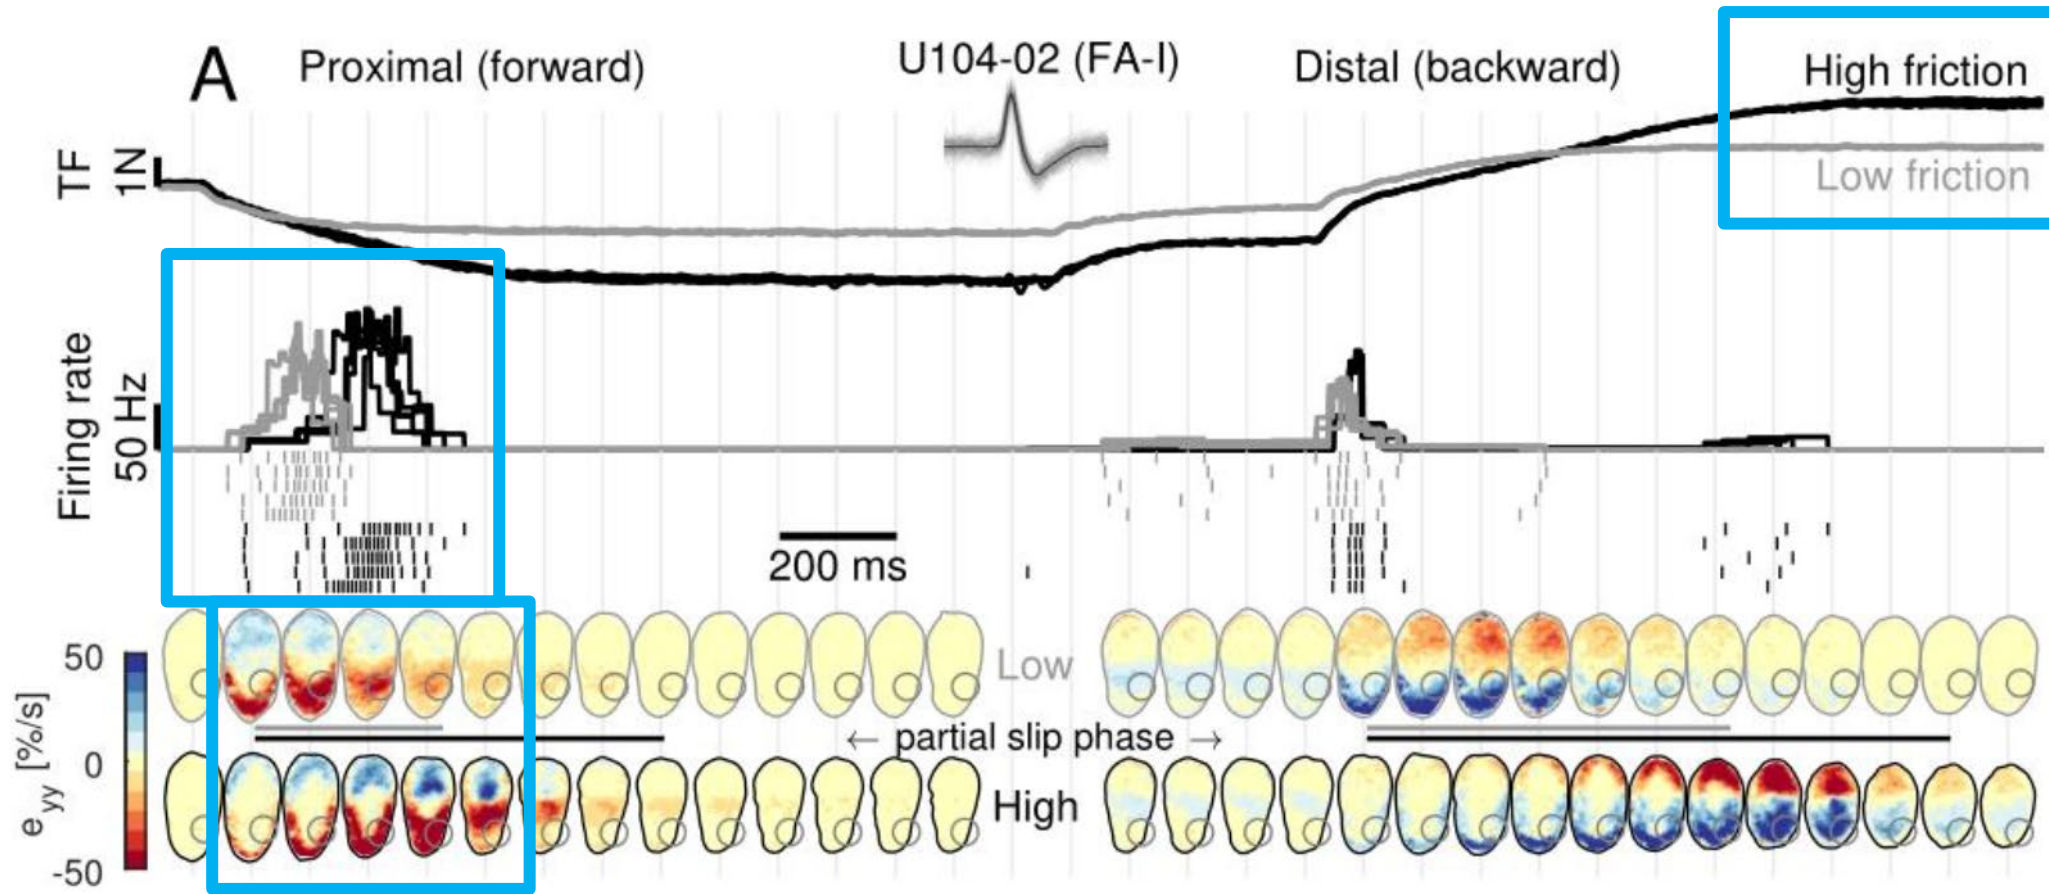 A
Proximal (forward)
U104-02 (FA-I)
Distal (backward)
High friction
Low friction
TF
1N
Firing rate
50 Hz
200 ms
Low
← partial slip phase →
High
e yy [%/s]
50
0
-50